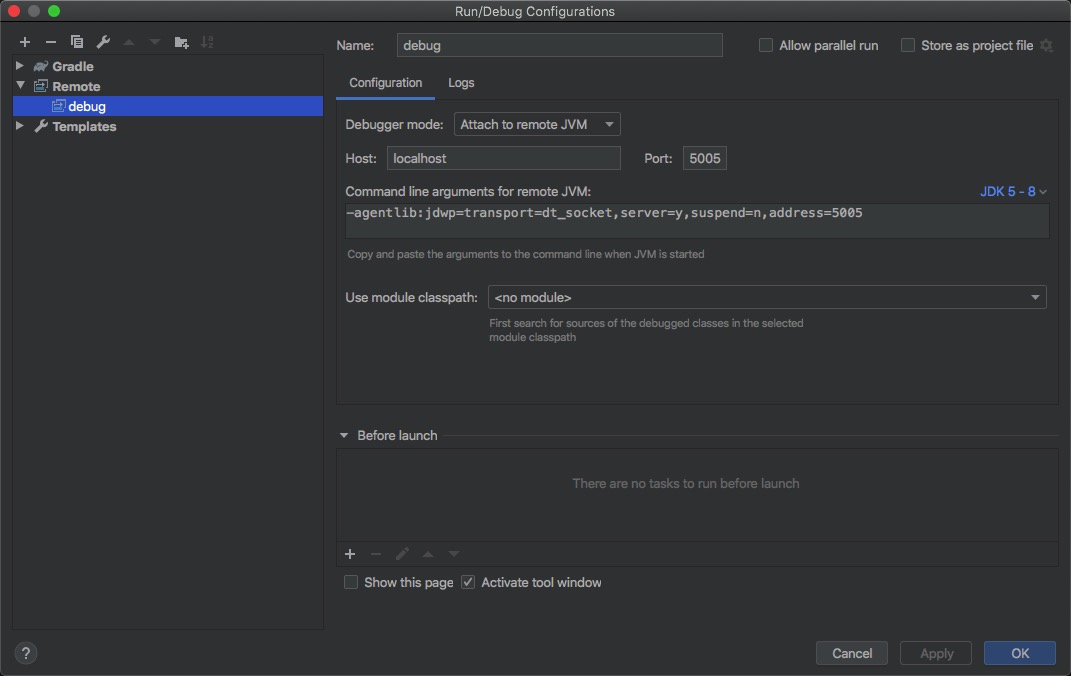 Run/Debug Configurations
Gradle
Remote
debug
Templates
Name:
debug
Allow parallel run
Store as project file
Configuration
Logs
Debugger mode:
Attach to remote JVM
Host:
localhost
Port:
5005
Command line arguments for remote JVM:
JDK 5 - 8
-agentlib:jdwp=transport=dt_socket,server=y,suspend=n,address=5005
Copy and paste the arguments to the command line when JVM is started
Use module classpath:
<no module>
First search for sources of the debugged classes in the selected
module classpath
Before launch
There are no tasks to run before launch
Show this page
Activate tool window
?
Cancel
Apply
OK